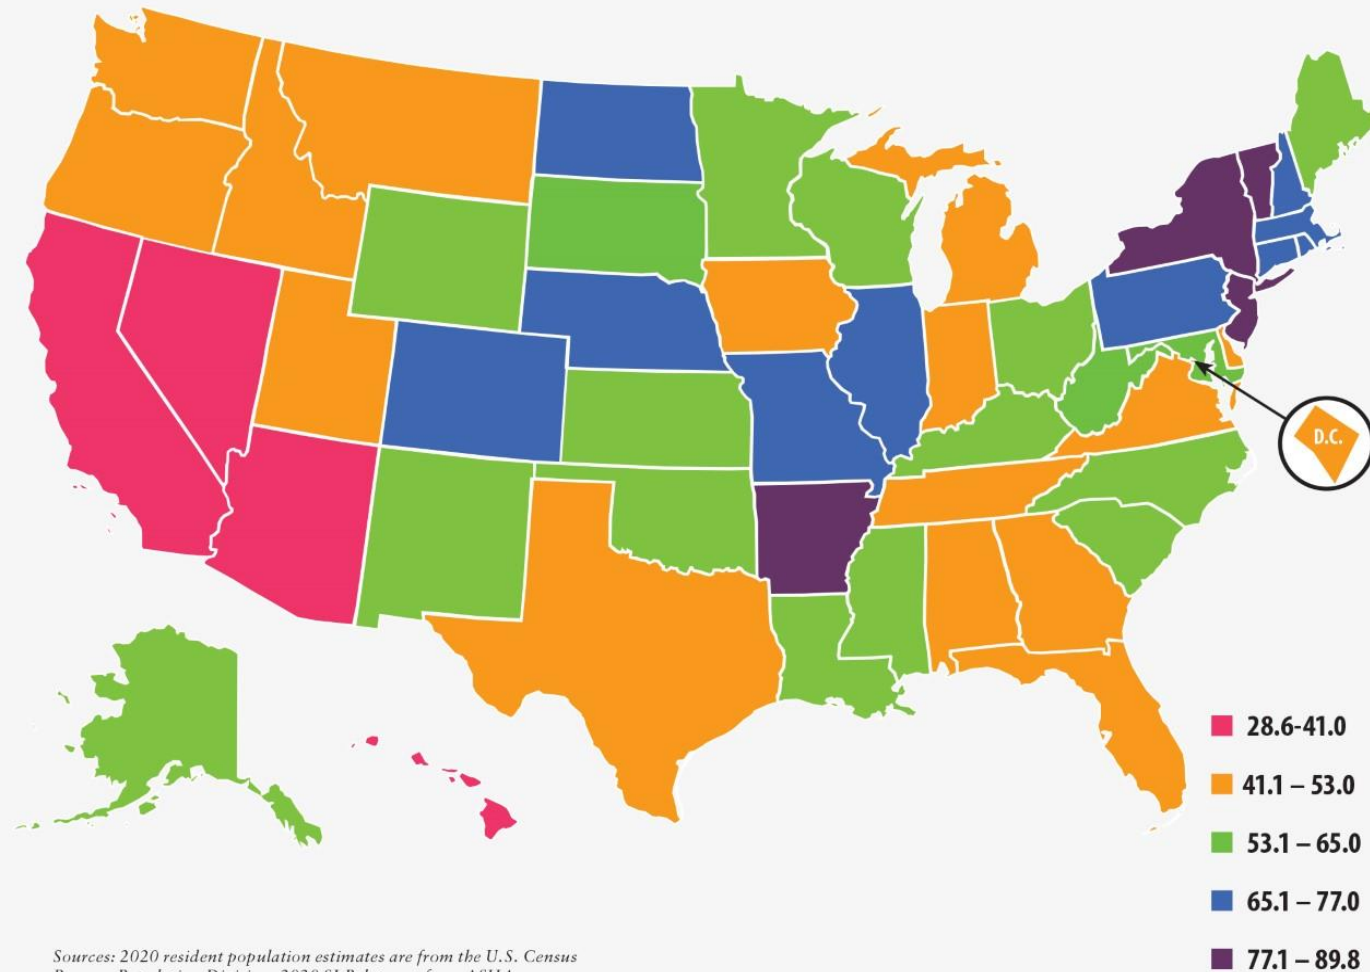 D.C.
28.6-41.0
41.1 – 53.0
53.1 – 65.0
65.1 – 77.0
77.1 – 89.8
Sources: 2020 resident population estimates are from the U.S. Census